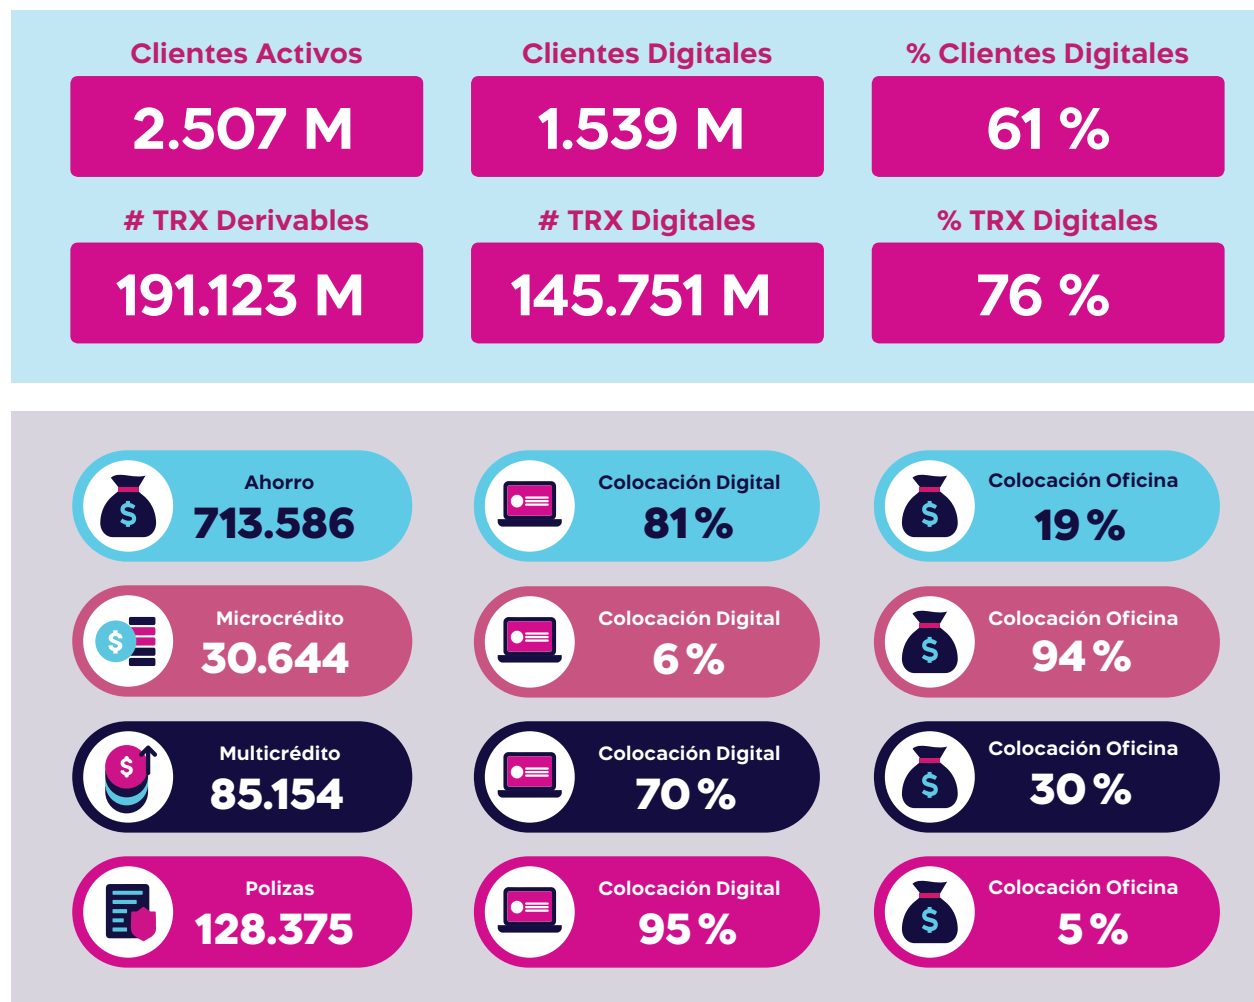 Clientes Activos
2.507 M
Clientes Digitales
1.539 M
% Clientes Digitales
61 %
# TRX Derivables
191.123 M
# TRX Digitales
145.751 M
% TRX Digitales
76 %
Ahorro
713.586
Colocación Digital
81 %
Colocación Oficina
19 %
Microcrédito
30.644
Colocación Digital
6 %
Colocación Oficina
94 %
Multicrédito
85.154
Colocación Digital
70 %
Colocación Oficina
30 %
Polizas
128.375
Colocación Digital
95 %
Colocación Oficina
5 %